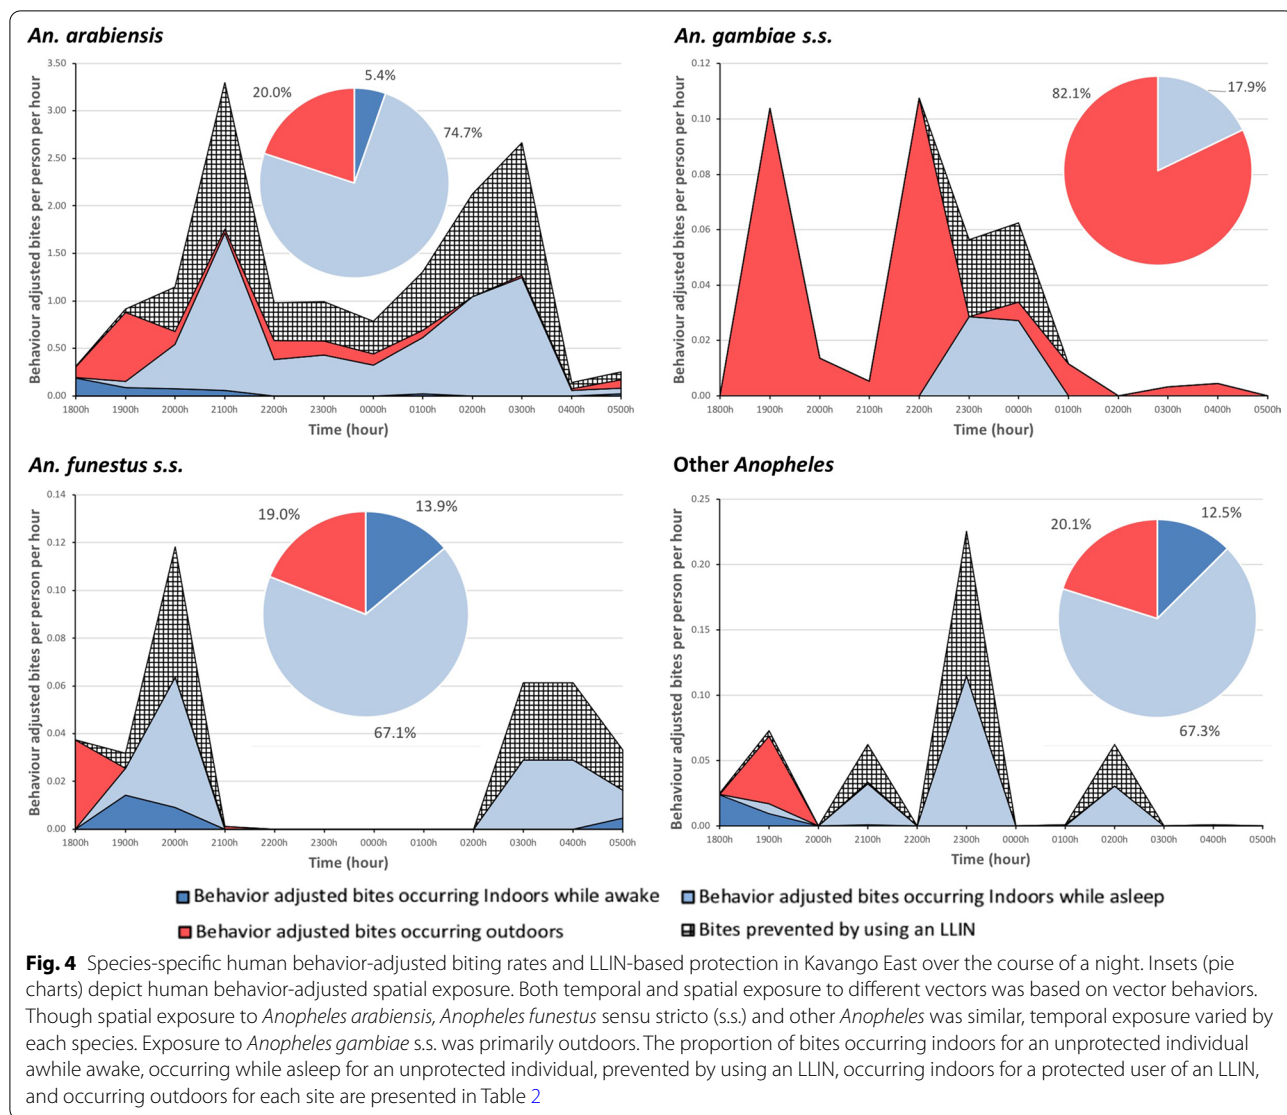 An. arabiensis
Behaviour adjusted bites per person per hour
3.50
3.00
2.50
2.00
1.50
1.00
0.50
0.00
20.0%
5.4%
74.7%
1800h 1900h 2000h 2100h 2200h 2300h 0000h 0100h 0200h 0300h 0400h 0500h
Time (hour)
An. gambiae s.s.
Behaviour adjusted bites per person per hour
0.12
0.10
0.08
0.06
0.04
0.02
0.00
82.1%
17.9%
1800h 1900h 2000h 2100h 2200h 2300h 0000h 0100h 0200h 0300h 0400h 0500h
Time (hour)
An. funestus s.s.
Behaviour adjusted bites per person per hour
0.14
0.12
0.10
0.08
0.06
0.04
0.02
0.00
19.0%
13.9%
67.1%
1800h 1900h 2000h 2100h 2200h 2300h 0000h 0100h 0200h 0300h 0400h 0500h
Time (hour)
Other Anopheles
Behaviour adjusted bites per person per hour
0.25
0.20
0.15
0.10
0.05
0.00
20.1%
12.5%
67.3%
1800h 1900h 2000h 2100h 2200h 2300h 0000h 0100h 0200h 0300h 0400h 0500h
Time (hour)
Behavior adjusted bites occurring Indoors while awake
Behavior adjusted bites occurring Indoors while asleep
Behavior adjusted bites occurring outdoors
Bites prevented by using an LLIN
Fig. 4 Species-specific human behavior-adjusted biting rates and LLIN-based protection in Kavango East over the course of a night. Insets (pie
charts) depict human behavior-adjusted spatial exposure. Both temporal and spatial exposure to different vectors was based on vector behaviors.
Though spatial exposure to Anopheles arabiensis, Anopheles funestus sensu stricto (s.s.) and other Anopheles was similar, temporal exposure varied by
each species. Exposure to Anopheles gambiae s.s. was primarily outdoors. The proportion of bites occurring indoors for an unprotected individual
awhile awake, occurring while asleep for an unprotected individual, prevented by using an LLIN, occurring indoors for a protected user of an LLIN,
and occurring outdoors for each site are presented in Table 2